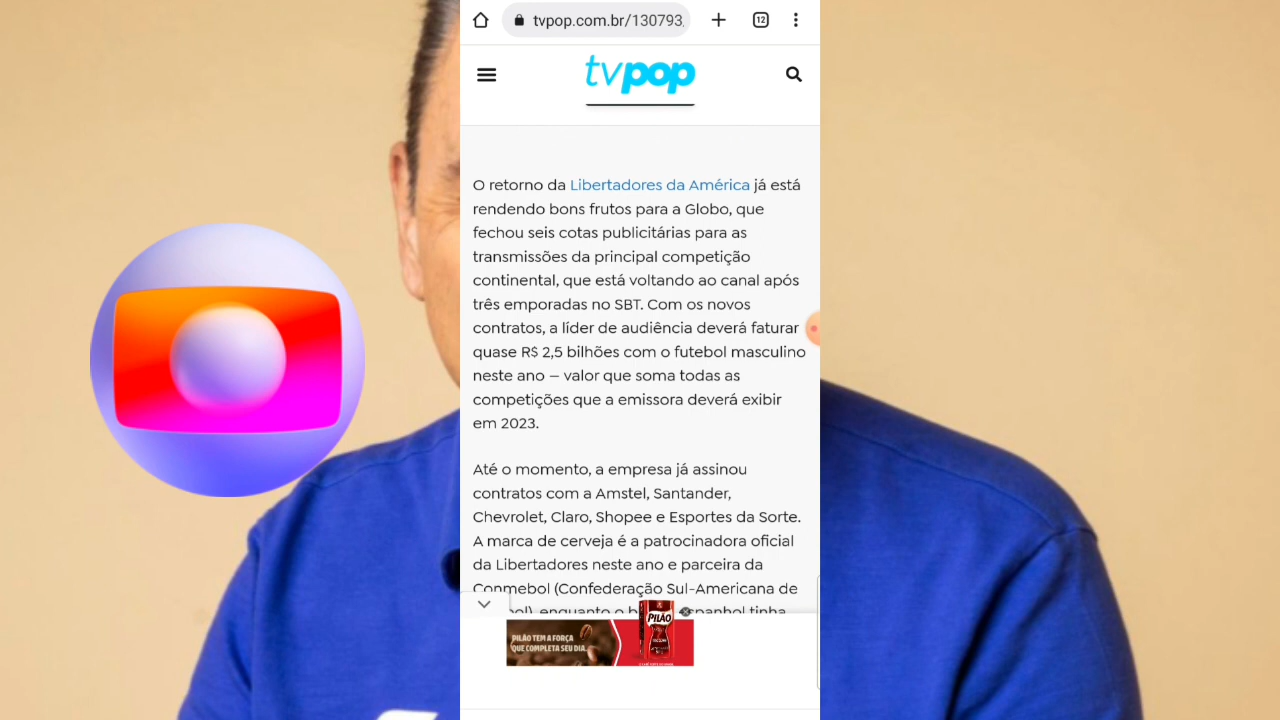 tvpop.com.br/130793
12
tvpop
O retorno da Libertadores da América já está
rendendo bons frutos para a Globo, que
fechou seis cotas publicitárias para as
transmissões da principal competição
continental, que está voltando ao canal após
três emporadas no SBT. Com os novos
contratos, a líder de audiência deverá faturar
quase R$ 2,5 bilhões com o futebol masculino
neste ano — valor que soma todas as
competições que a emissora deverá exibir
em 2023.
Até o momento, a empresa já assinou
contratos com a Amstel, Santander,
Chevrolet, Claro, Shopee e Esportes da Sorte.
A marca de cerveja é a patrocinadora oficial
da Libertadores neste ano e parceira da
Conmebol (Confederação Sul-Americana de
enquanto o
tinha
PILÃO
PILÃO TEM A FORÇA
QUE COMPLETA SEU DIA.